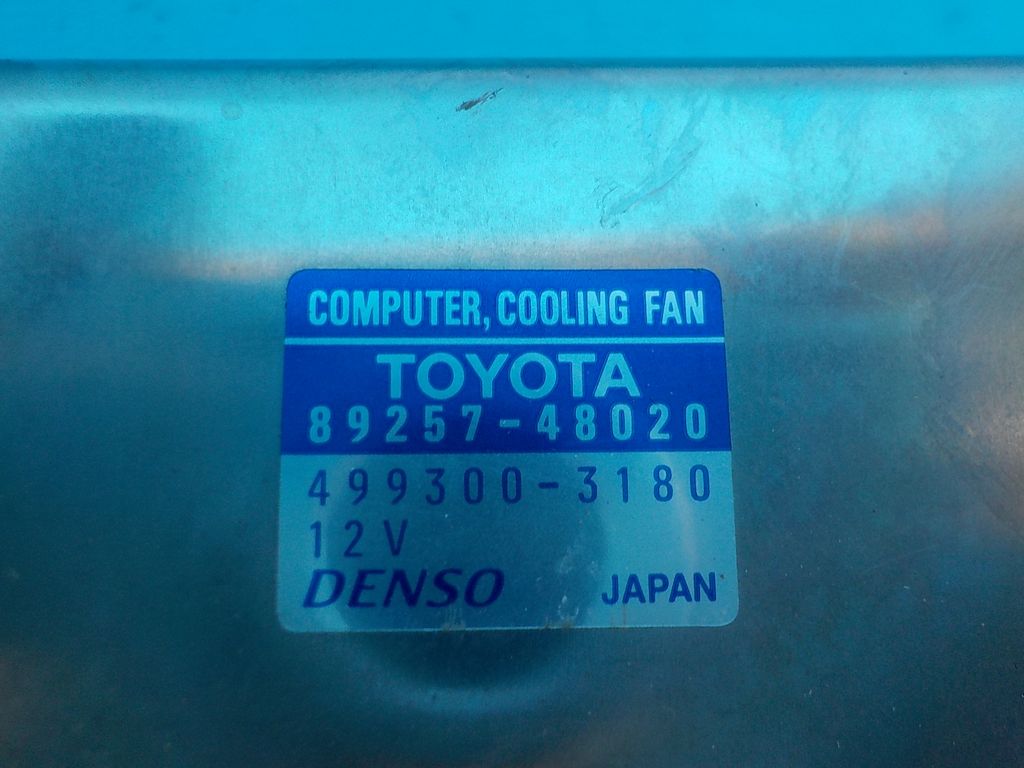 COMPUTER, COOLING FAN
TOYOTA
89257-48020
499300-3180
12V
DENSO JAPAN